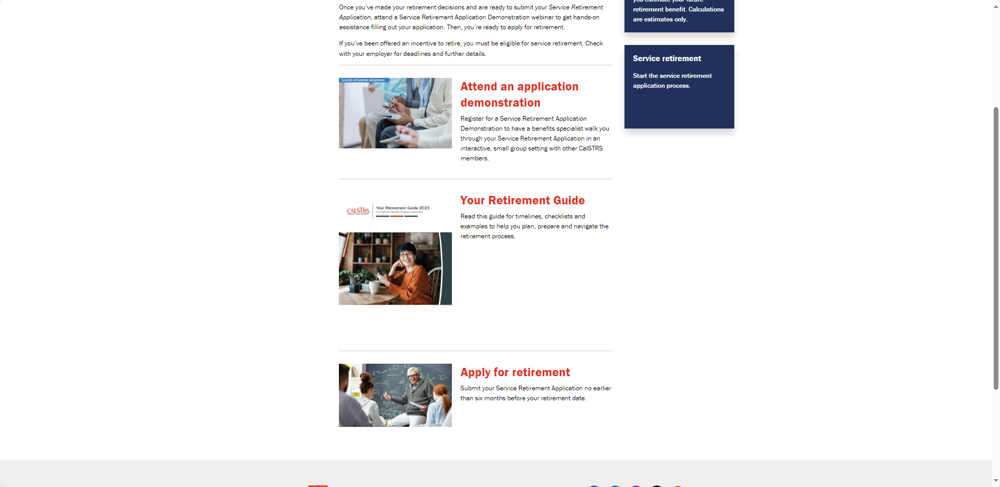 Once you've made your retirement decisions and are ready to submit your Service Retirement
Application, attend a Service Retirement Application Demonstration webinar to get hands-on
assistance filling out your application. Then, you're ready to apply for retirement.
If you've been offered an incentive to retire, you must be eligible for service retirement. Check
with your employer for deadlines and further details.
CALSTRS APPLICATION ROUNDTABLE
Attend an application
demonstration
Register for a Service Retirement Application
Demonstration to have a benefits specialist walk you
through your Service Retirement Application in an
interactive, small group setting with other CalSTRS
members.
CALSTRS
Your Retirement Guide 2023
For Defined Benefit Program members
Your Retirement Guide
Read this guide for timelines, checklists and
examples to help you plan, prepare and navigate the
retirement process.
Apply for retirement
Submit your Service Retirement Application no earlier
than six months before your retirement date.
you estimate your future
retirement benefit. Calculations
are estimates only.
Service retirement
Start the service retirement
application process.